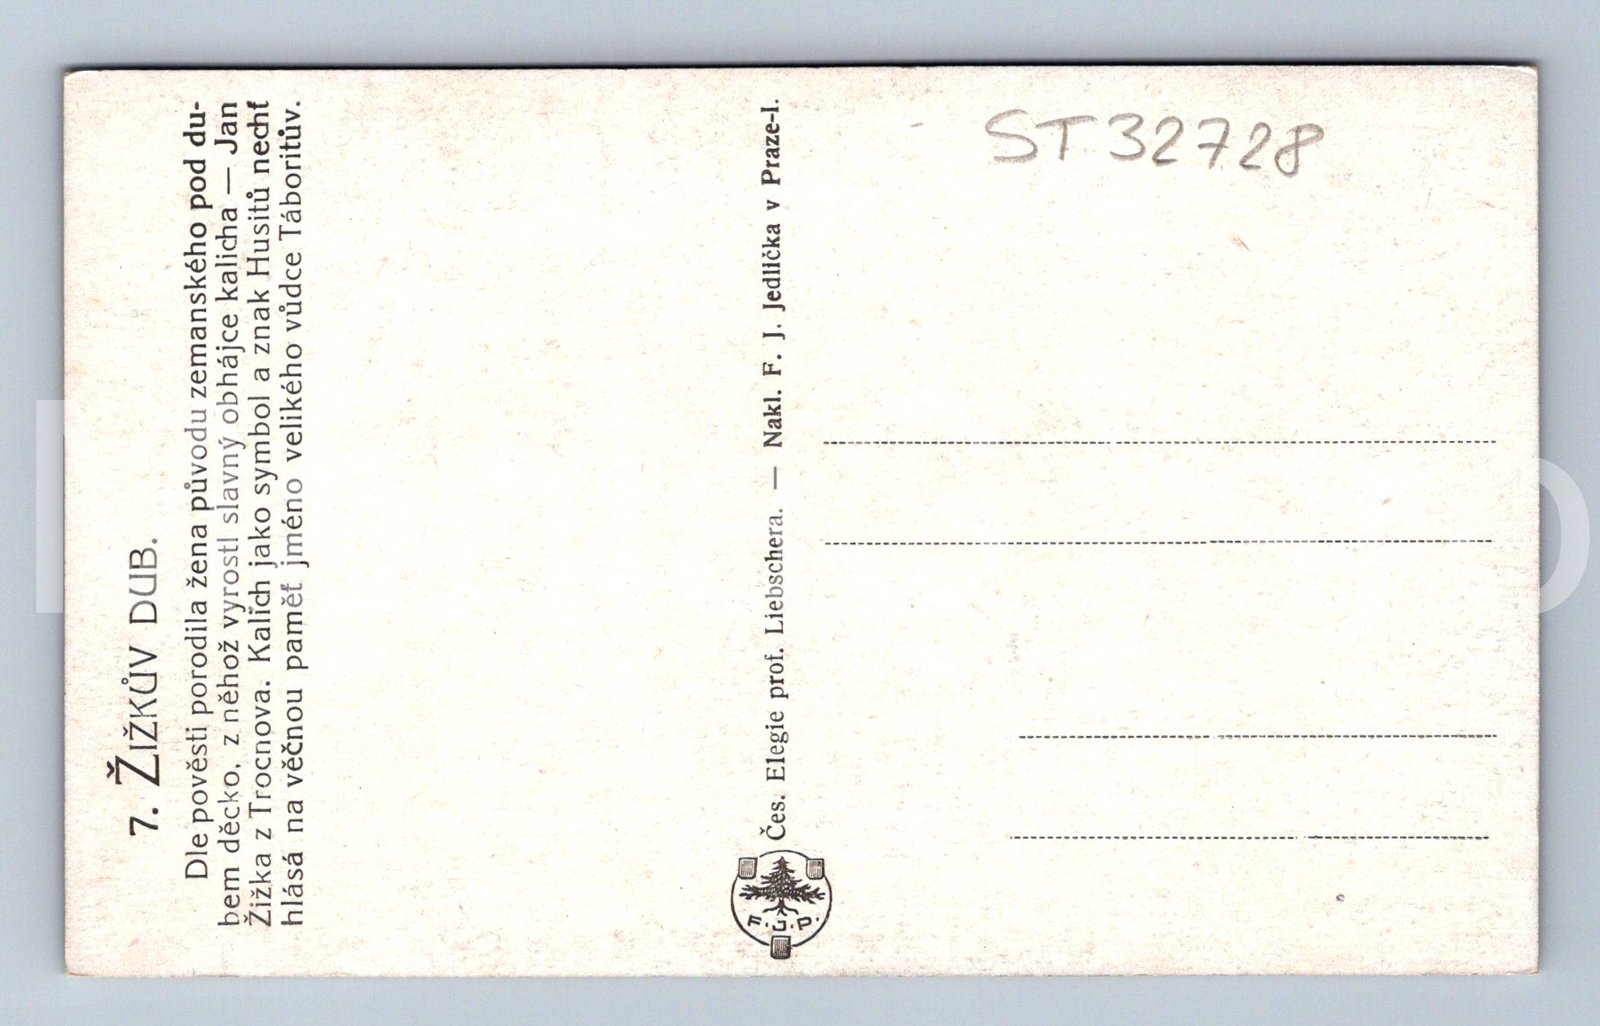 7. ŽIŽKŮV DUB.
Dle pověsti porodila žena původu zemanského pod du-
bem děcko, z něhož vyrostl slavný obhájce kalicha — Jan
Žižka z Trocnova. Kalich jako symbol a znak Husitů nechť
hlásá na věčnou paměť jméno velikého vůdce Táboritův.
Čes. Elegie prof. Liebschera. — Nakl. F. J. Jedlička v Praze-I.
F. J. P.
ST 32728